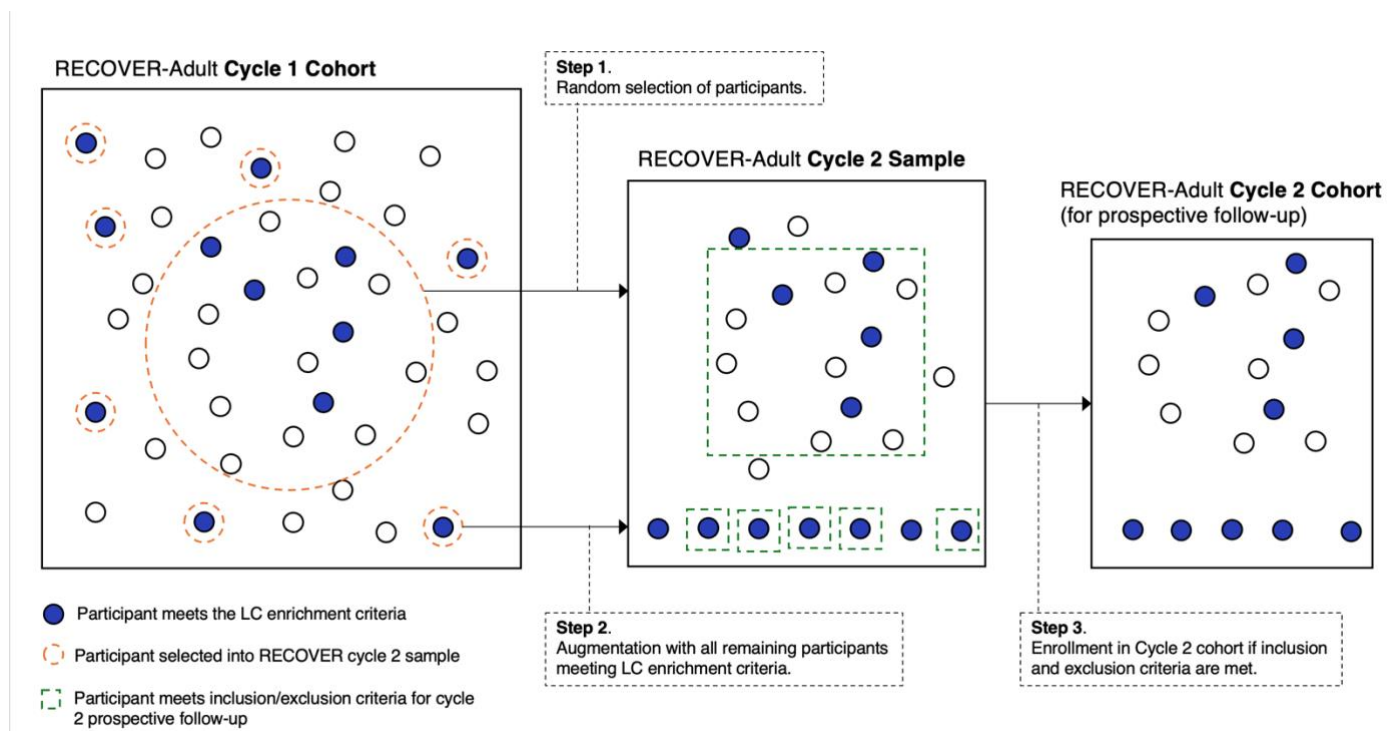 RECOVER-Adult Cycle 1 Cohort
Step 1.
Random selection of participants.
RECOVER-Adult Cycle 2 Sample
RECOVER-Adult Cycle 2 Cohort
(for prospective follow-up)
Participant meets the LC enrichment criteria
Participant selected into RECOVER cycle 2 sample
Participant meets inclusion/exclusion criteria for cycle
2 prospective follow-up
Step 2.
Augmentation with all remaining participants
meeting LC enrichment criteria.
Step 3.
Enrollment in Cycle 2 cohort if inclusion
and exclusion criteria are met.